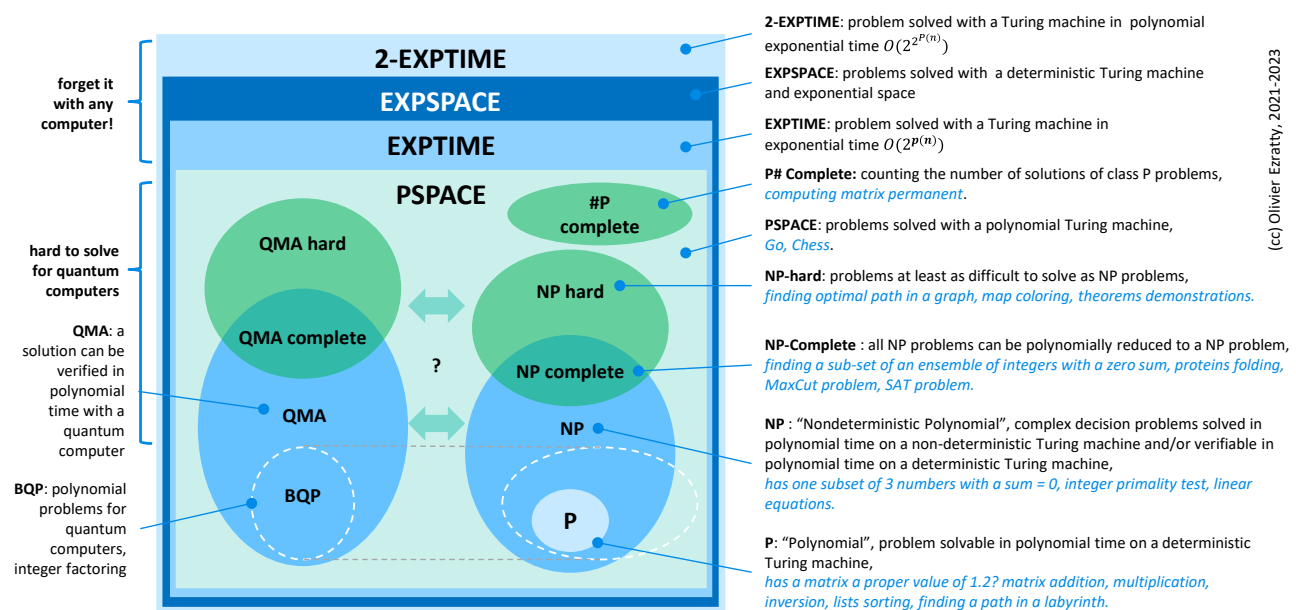 2-EXPTIME
EXPSPACE
EXPTIME
PSPACE
QMA hard
QMA complete
QMA
BQP
#P
complete
NP hard
?
NP complete
NP
P
forget it
with any
computer!
hard to solve
for quantum
computers
QMA: a
solution can be
verified in
polynomial
time with a
quantum
computer
BQP: polynomial
problems for
quantum
computers,
integer factoring
2-EXPTIME: problem solved with a Turing machine in polynomial
exponential time O(2^{2^{P(n)}})
EXPSPACE: problems solved with a deterministic Turing machine
and exponential space
EXPTIME: problem solved with a Turing machine in
exponential time O(2^{p(n)})
P# Complete: counting the number of solutions of class P problems,
computing matrix permanent.
PSPACE: problems solved with a polynomial Turing machine,
Go, Chess.
NP-hard: problems at least as difficult to solve as NP problems,
finding optimal path in a graph, map coloring, theorems demonstrations.
NP-Complete : all NP problems can be polynomially reduced to a NP problem,
finding a sub-set of an ensemble of integers with a zero sum, proteins folding,
MaxCut problem, SAT problem.
NP : “Nondeterministic Polynomial”, complex decision problems solved in
polynomial time on a non-deterministic Turing machine and/or verifiable in
polynomial time on a deterministic Turing machine,
has one subset of 3 numbers with a sum = 0, integer primality test, linear
equations.
P: “Polynomial”, problem solvable in polynomial time on a deterministic
Turing machine,
has a matrix a proper value of 1.2? matrix addition, multiplication,
inversion, lists sorting, finding a path in a labyrinth.
(cc) Olivier Ezratty, 2021-2023